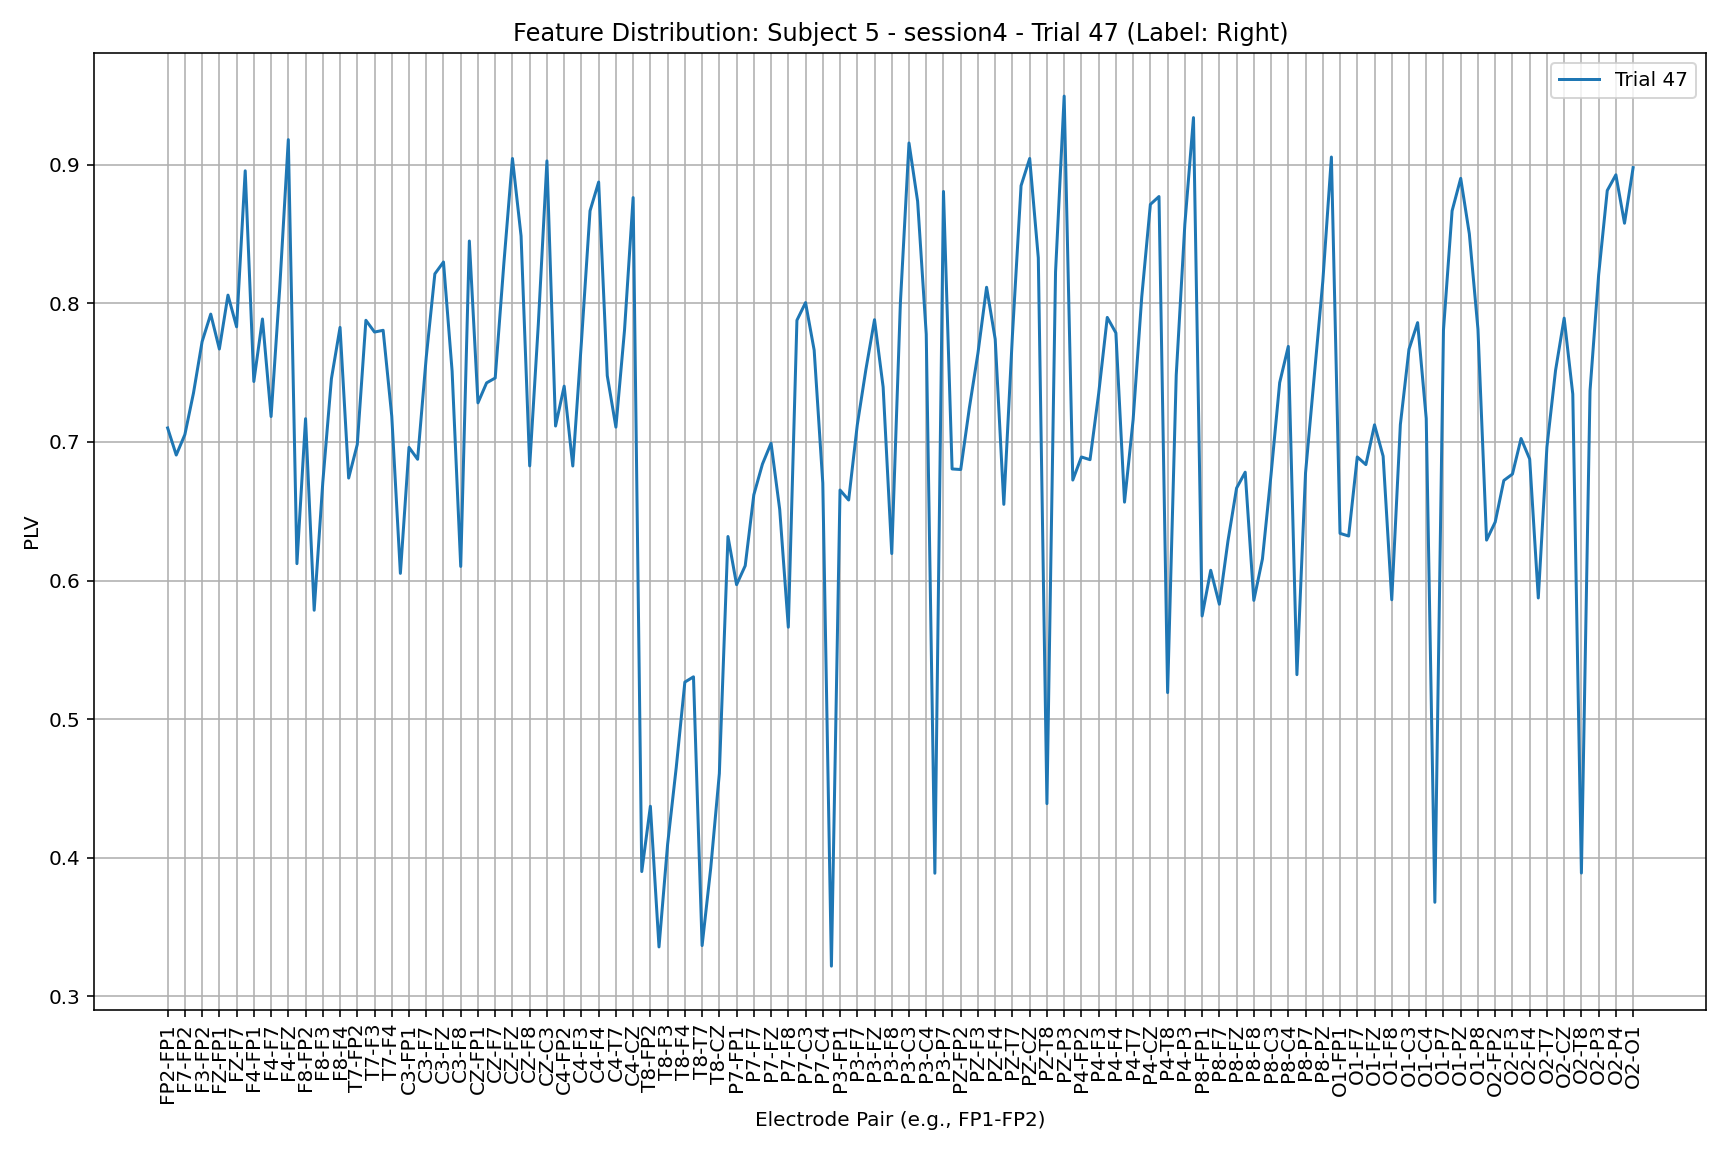 Feature Distribution: Subject 5 - session4 - Trial 47 (Label: Right)
Trial 47
PLV
0.9
0.8
0.7
0.6
0.5
0.4
0.3
FP2-FP1
F7-FP2
F3-FP2
FZ-FP1
FZ-F7
F4-FP1
F4-F7
F4-FZ
F8-FP2
F8-F3
F8-F4
T7-FP2
T7-F3
T7-F4
C3-FP1
C3-F7
C3-FZ
C3-F8
CZ-FP1
CZ-F7
CZ-FZ
CZ-F8
CZ-C3
C4-FP2
C4-F3
C4-F4
C4-T7
C4-CZ
T8-FP2
T8-F3
T8-F4
T8-T7
T8-CZ
P7-FP1
P7-F7
P7-FZ
P7-F8
P7-C3
P7-C4
P3-FP1
P3-F7
P3-FZ
P3-F8
P3-C3
P3-C4
P3-P7
PZ-FP2
PZ-F3
PZ-F4
PZ-T7
PZ-CZ
PZ-T8
PZ-P3
P4-FP2
P4-F3
P4-F4
P4-T7
P4-CZ
P4-T8
P4-P3
P8-FP1
P8-F7
P8-FZ
P8-F8
P8-C3
P8-C4
P8-P7
P8-PZ
O1-FP1
O1-F7
O1-FZ
O1-F8
O1-C3
O1-C4
O1-P7
O1-PZ
O1-P8
O2-FP2
O2-F3
O2-F4
O2-T7
O2-CZ
O2-T8
O2-P3
O2-P4
O2-O1
Electrode Pair (e.g., FP1-FP2)